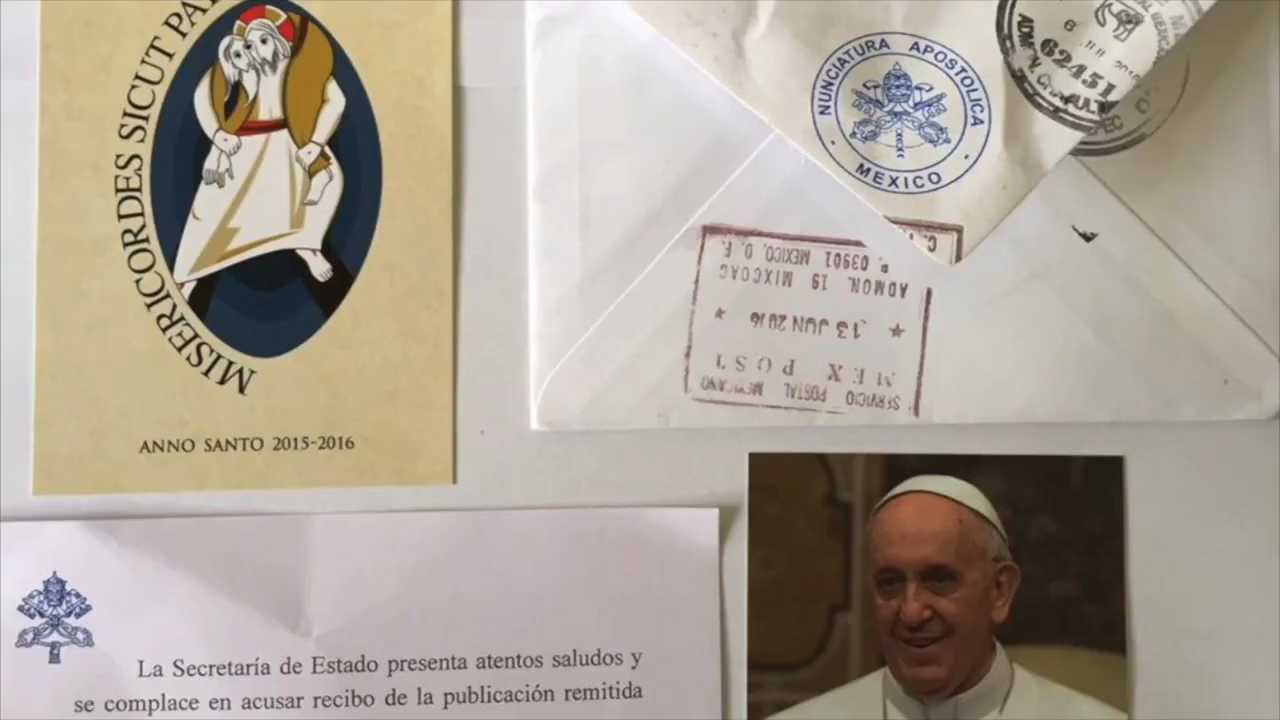 MISERICORDES SICUT
ANNO SANTO 2015-2016
NUNCIATURA APOSTOLICA
MEXICO
62451
SERVICIO POSTAL MEXICANO
MEX POST
13 JUN 2016
ADMON. 19 MIXCOAC
P. 03901 MEXICO, D. F.
La Secretaría de Estado presenta atentos saludos y
se complace en acusar recibo de la publicación remitida